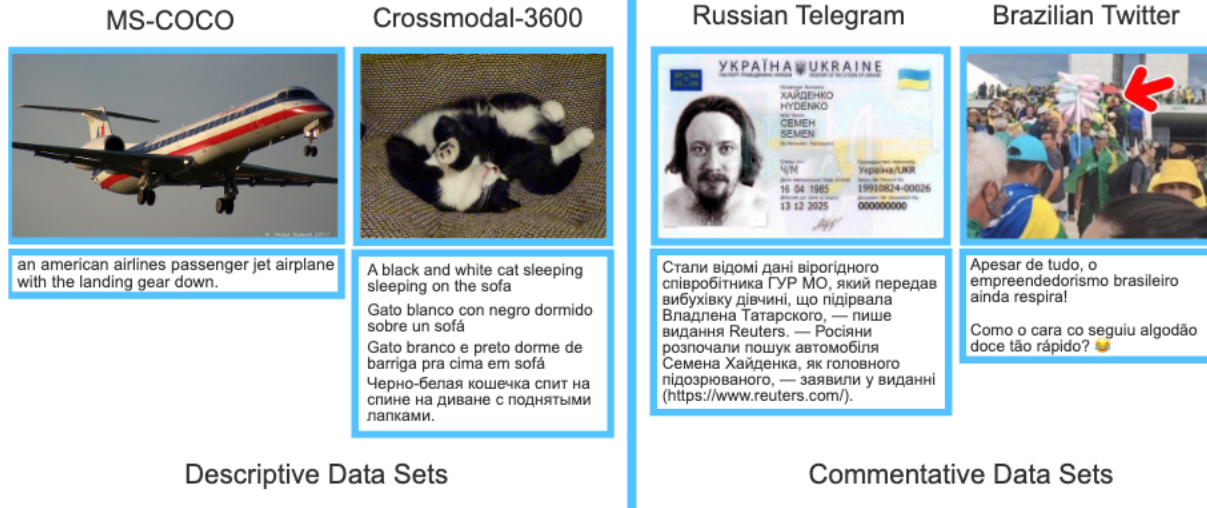 MS-COCO
Crossmodal-3600
Russian Telegram
Brazilian Twitter
an american airlines passenger jet airplane
with the landing gear down.
A black and white cat sleeping
sleeping on the sofa
Gato blanco con negro dormido
sobre un sofá
Gato branco e preto dorme de
barriga pra cima em sofá
Черно-белая кошечка спит на
спине на диване с поднятыми
лапками.
УКРАЇНА UKRAINE
ХАЙДЕНКО
HYDENKO
СЕМЕН
SEMEN
Ч/М
Україна/UKR
16 04 1985
19910824-00026
13 12 2025
000000000
Стали відомі дані вірогідного
співробітника ГУР МО, який передав
вибухівку дівчині, що підірвала
Владлена Татарского, — пише
видання Reuters. — Росіяни
розпочали пошук автомобіля
Семена Хайденка, як головного
підозрюваного, — заявили у виданні
(https://www.reuters.com/).
Apesar de tudo, o
empreendedorismo brasileiro
ainda respira!
Como o cara co seguiu algodão
doce tão rápido? 😂
Descriptive Data Sets
Commentative Data Sets